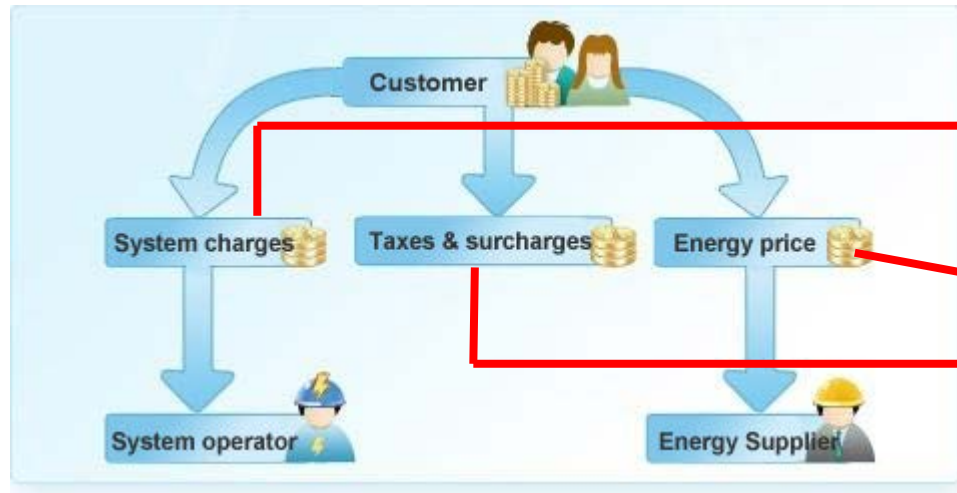 Customer
System charges
Taxes & surcharges
Energy price
System operator
Energy Supplier